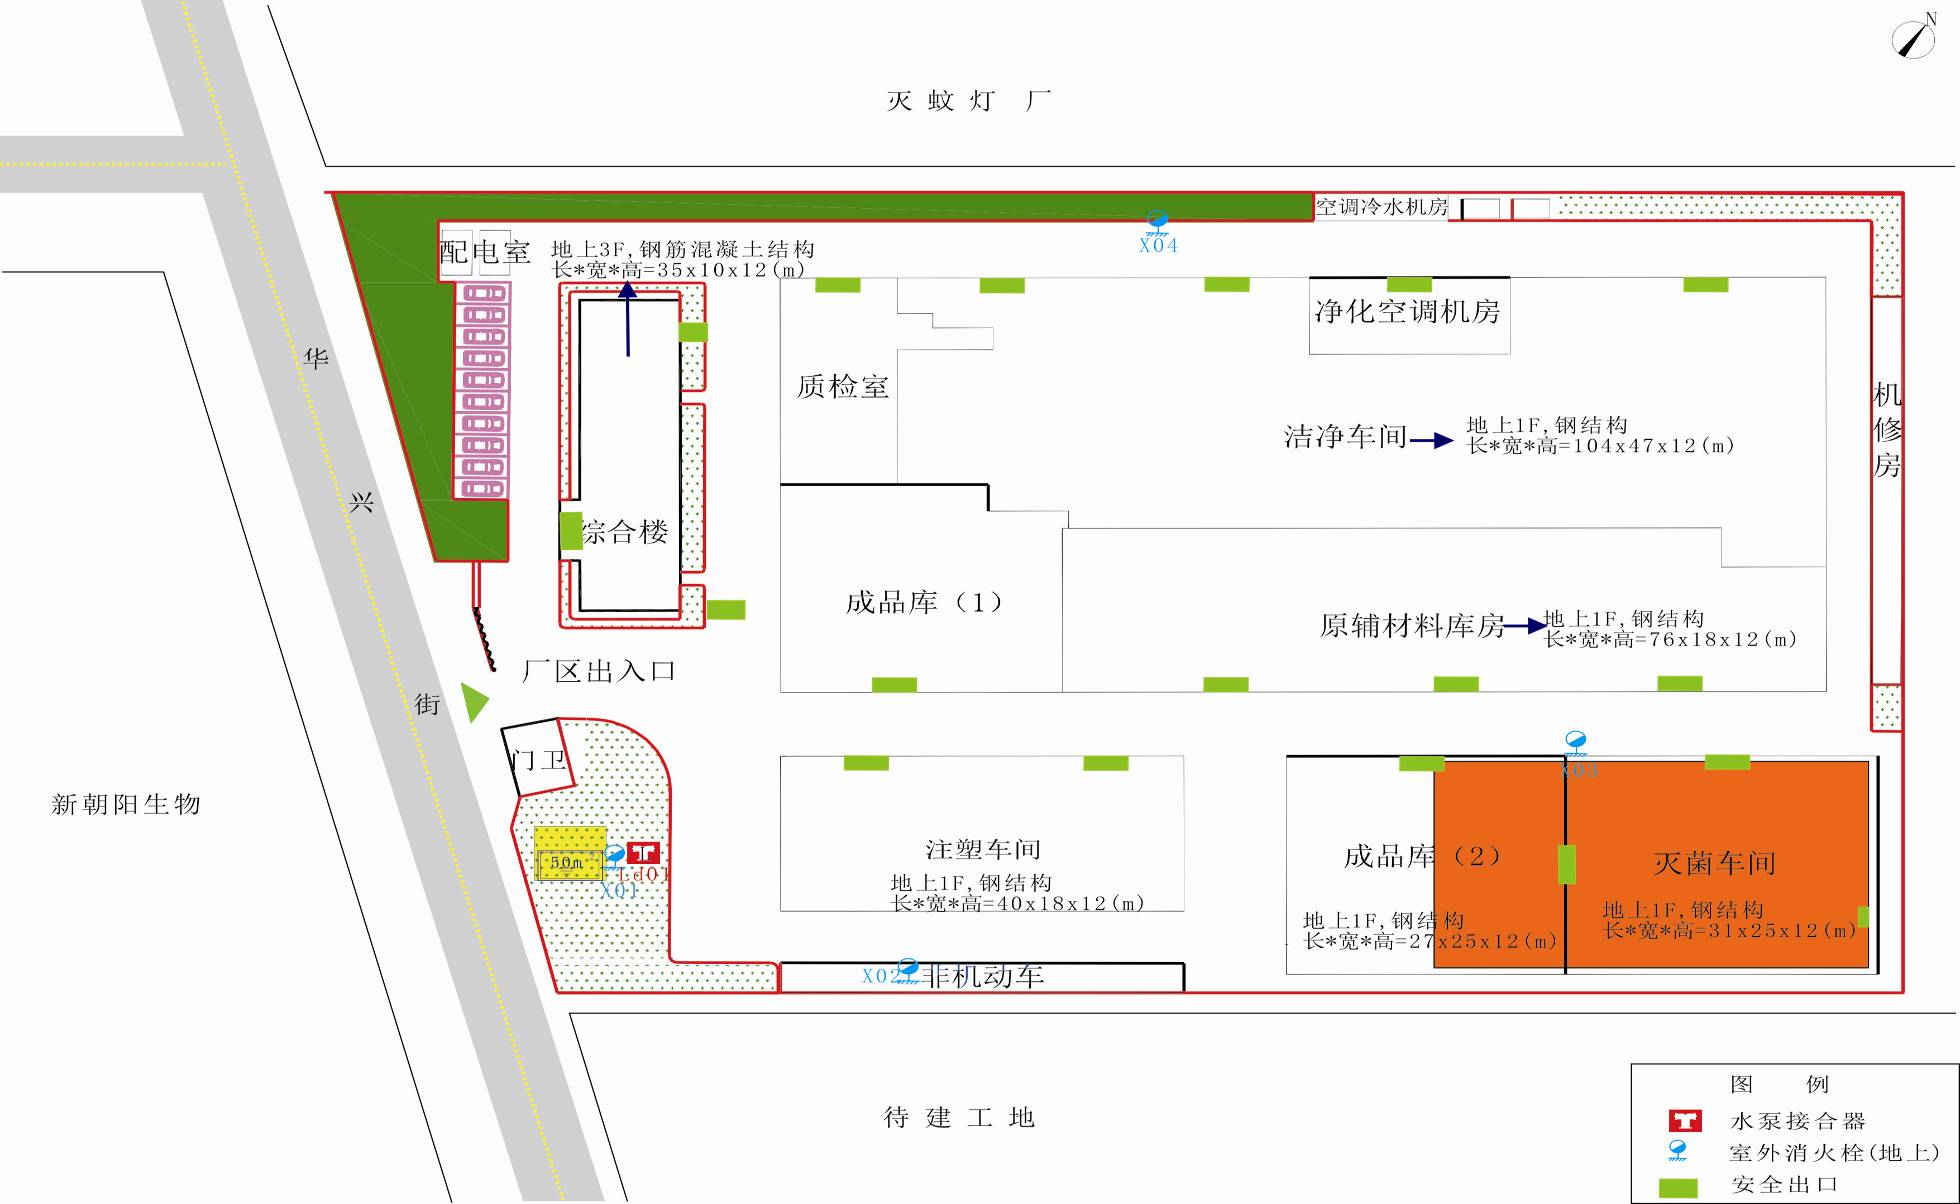 N
灭蚊灯厂
空调冷水机房
X04
配电室
地上3F,钢筋混凝土结构
长*宽*高=35x10x12(m)
净化空调机房
华
质检室
机修房
洁净车间
地上1F,钢结构
长*宽*高=104x47x12(m)
兴
综合楼
成品库（1）
原辅材料库房
地上1F,钢结构
长*宽*高=76x18x12(m)
厂区出入口
街
门卫
X03
新朝阳生物
50m
Ld01
X01
注塑车间
地上1F,钢结构
长*宽*高=40x18x12(m)
成品库（2）
地上1F,钢结构
长*宽*高=27x25x12(m)
灭菌车间
地上1F,钢结构
长*宽*高=31x25x12(m)
X02
非机动车
待建工地
图例
水泵接合器
室外消火栓(地上)
安全出口